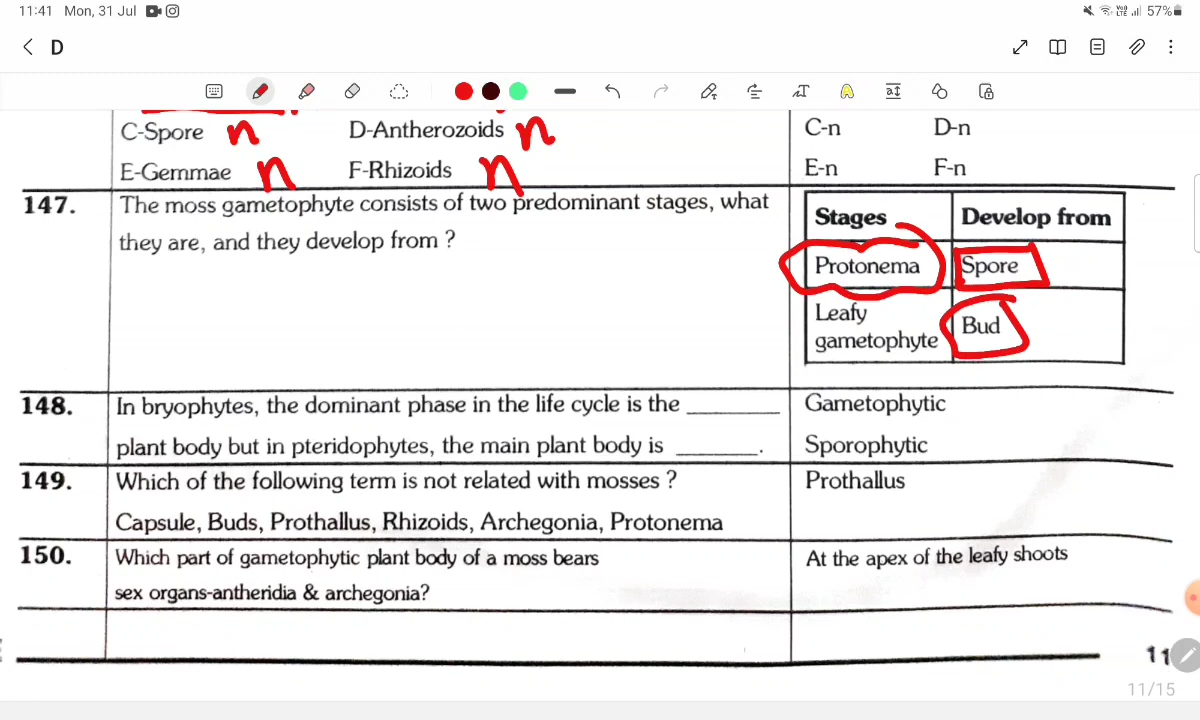 11:41 Mon, 31 Jul 57%
D
C-Spore n D-Antherozoids n C-n D-n
E-Gemmae n F-Rhizoids n E-n F-n
147. The moss gametophyte consists of two predominant stages, what
they are, and they develop from ?
Stages Develop from
Protonema Spore
Leafy
gametophyte Bud
148. In bryophytes, the dominant phase in the life cycle is the ________ Gametophytic
plant body but in pteridophytes, the main plant body is _______. Sporophytic
149. Which of the following term is not related with mosses ? Prothallus
Capsule, Buds, Prothallus, Rhizoids, Archegonia, Protonema
150. Which part of gametophytic plant body of a moss bears At the apex of the leafy shoots
sex organs-antheridia & archegonia?
11
11/15